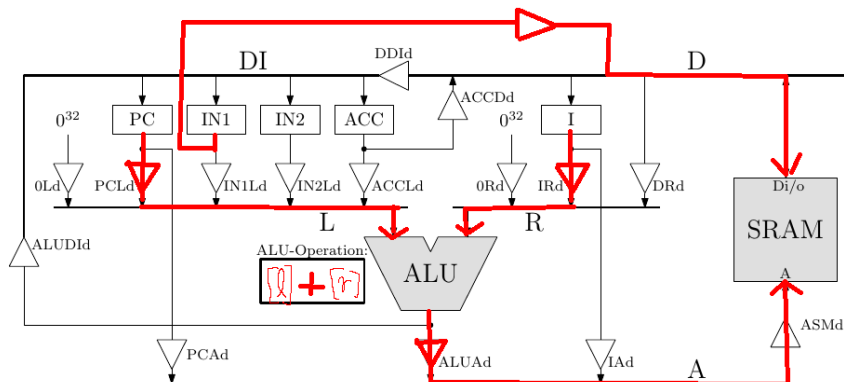 DI
D
DDId
ACCDd
0³²
PC
IN1
IN2
ACC
0³²
I
0Ld
PCLd
IN1Ld
IN2Ld
ACCLd
0Rd
IRd
DRd
Di/o
L
R
SRAM
ALUDId
ALU-Operation:
[l] + [r]
ALU
A
ASMd
PCAd
ALUAd
IAd
A